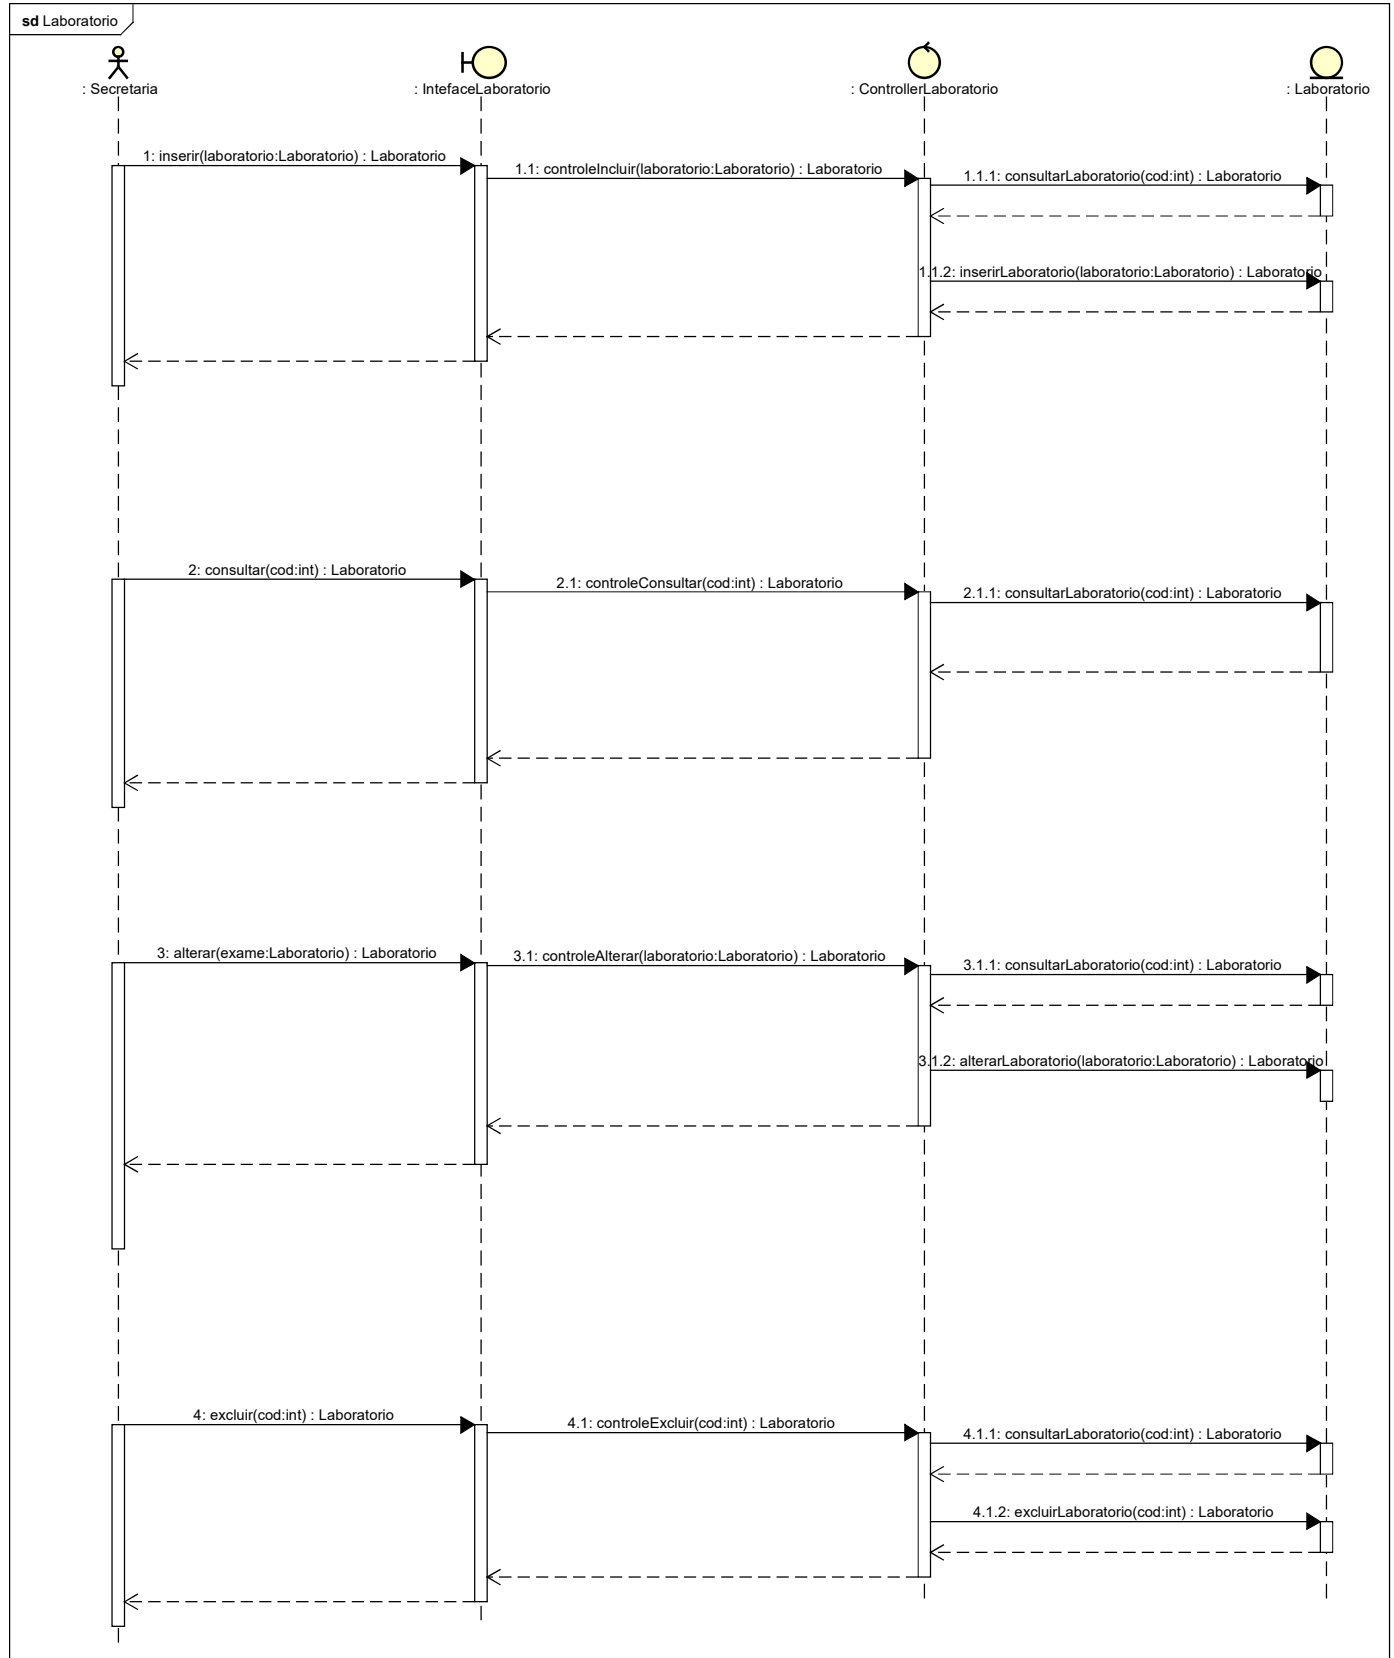 sd Laboratorio
: Secretaria
: IntefaceLaboratorio
: ControllerLaboratorio
: Laboratorio
1: inserir(laboratorio:Laboratorio) : Laboratorio
1.1: controleIncluir(laboratorio:Laboratorio) : Laboratorio
1.1.1: consultarLaboratorio(cod:int) : Laboratorio
1.1.2: inserirLaboratorio(laboratorio:Laboratorio) : Laboratorio
2: consultar(cod:int) : Laboratorio
2.1: controleConsultar(cod:int) : Laboratorio
2.1.1: consultarLaboratorio(cod:int) : Laboratorio
3: alterar(exame:Laboratorio) : Laboratorio
3.1: controleAlterar(laboratorio:Laboratorio) : Laboratorio
3.1.1: consultarLaboratorio(cod:int) : Laboratorio
3.1.2: alterarLaboratorio(laboratorio:Laboratorio) : Laboratorio
4: excluir(cod:int) : Laboratorio
4.1: controleExcluir(cod:int) : Laboratorio
4.1.1: consultarLaboratorio(cod:int) : Laboratorio
4.1.2: excluirLaboratorio(cod:int) : Laboratorio